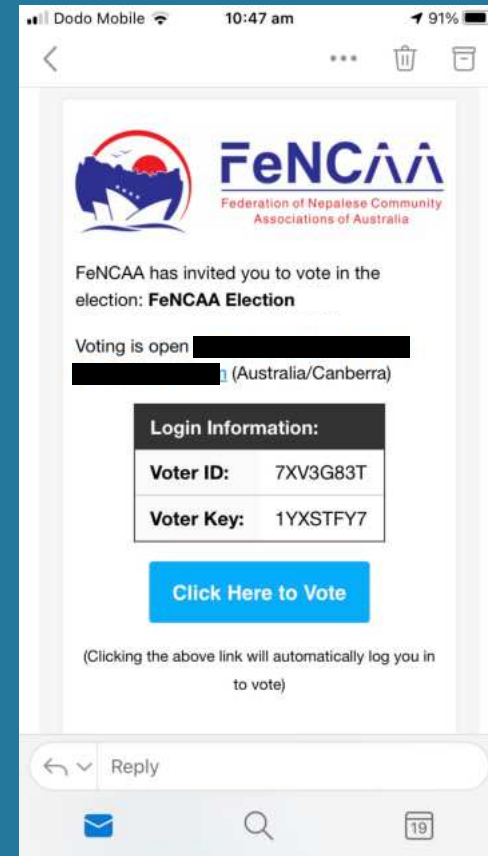 Dodo Mobile 10:47 am 91%
FeNCAA
Federation of Nepalese Community
Associations of Australia
FeNCAA has invited you to vote in the
election: FeNCAA Election
Voting is open
(Australia/Canberra)
Login Information:
Voter ID: 7XV3G83T
Voter Key: 1YXSTFY7
Click Here to Vote
(Clicking the above link will automatically log you in
to vote)
Reply
19